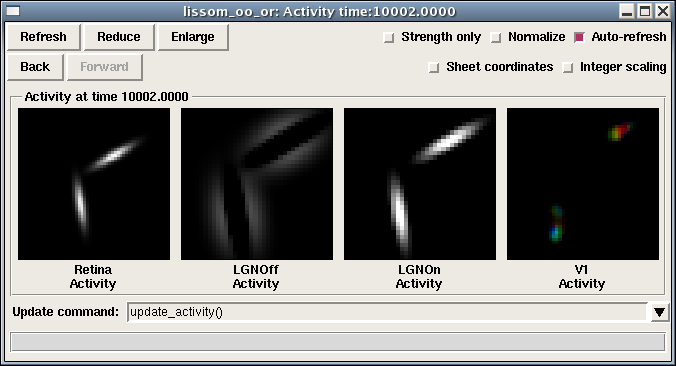 lissom_oo_or: Activity time:10002.0000
Refresh Reduce Enlarge Strength only Normalize Auto-refresh
Back Forward Sheet coordinates Integer scaling
Activity at time 10002.0000
Retina LGNOff LGNOn V1
Activity Activity Activity Activity
Update command: update_activity()